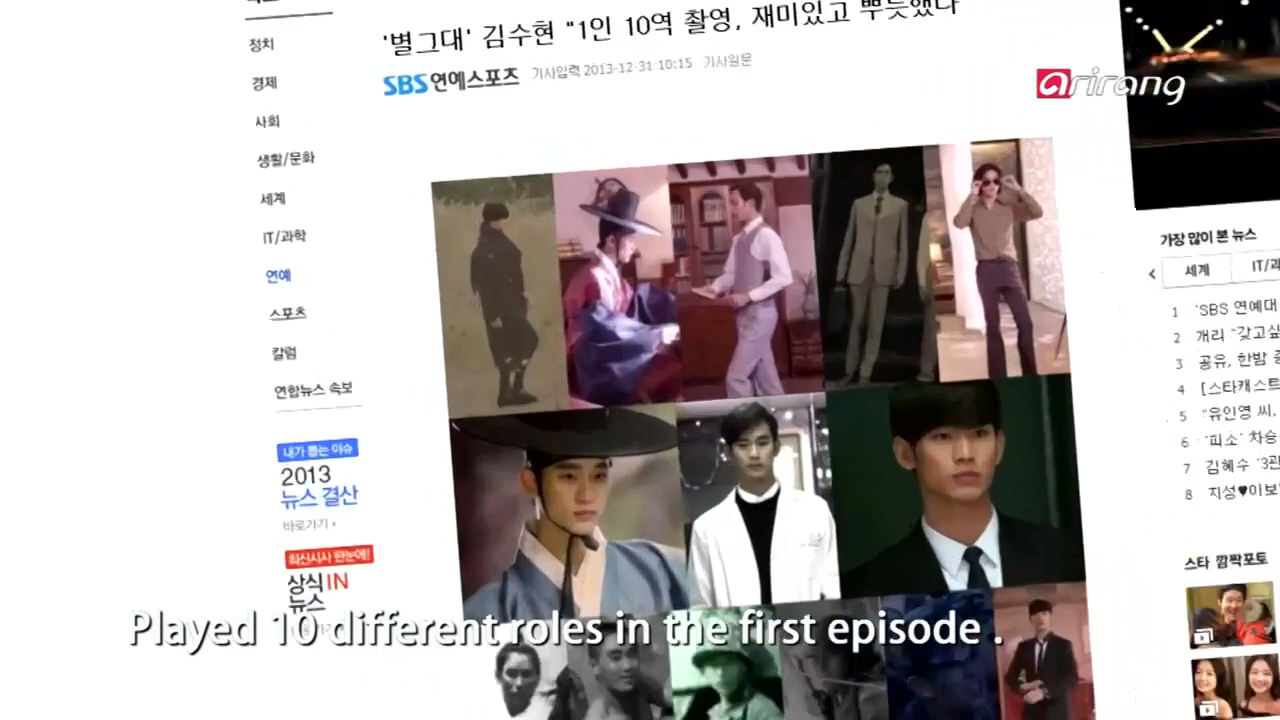 '별그대' 김수현 "1인 10역 촬영, 재미있고 뿌듯했다
SBS연예스포츠 기사입력 2013-12-31 10:15 기사원문
arirang
정치
경제
사회
생활/문화
세계
IT/과학
연예
스포츠
칼럼
연합뉴스 속보
내가 뽑는 이슈
2013
뉴스 결산
바로가기
최신시사 한눈에!
상식IN
뉴스
가장 많이 본 뉴스
세계 IT/과
1 'SBS 연예대
2 개리 "갖고싶
3 공유, 한밤 중
4 [스타캐스트
5 "유인영 씨,
6 '피소' 차승
7 김혜수 '3관
8 지성♥이보
스타 깜짝포토
Played 10 different roles in the first episode .